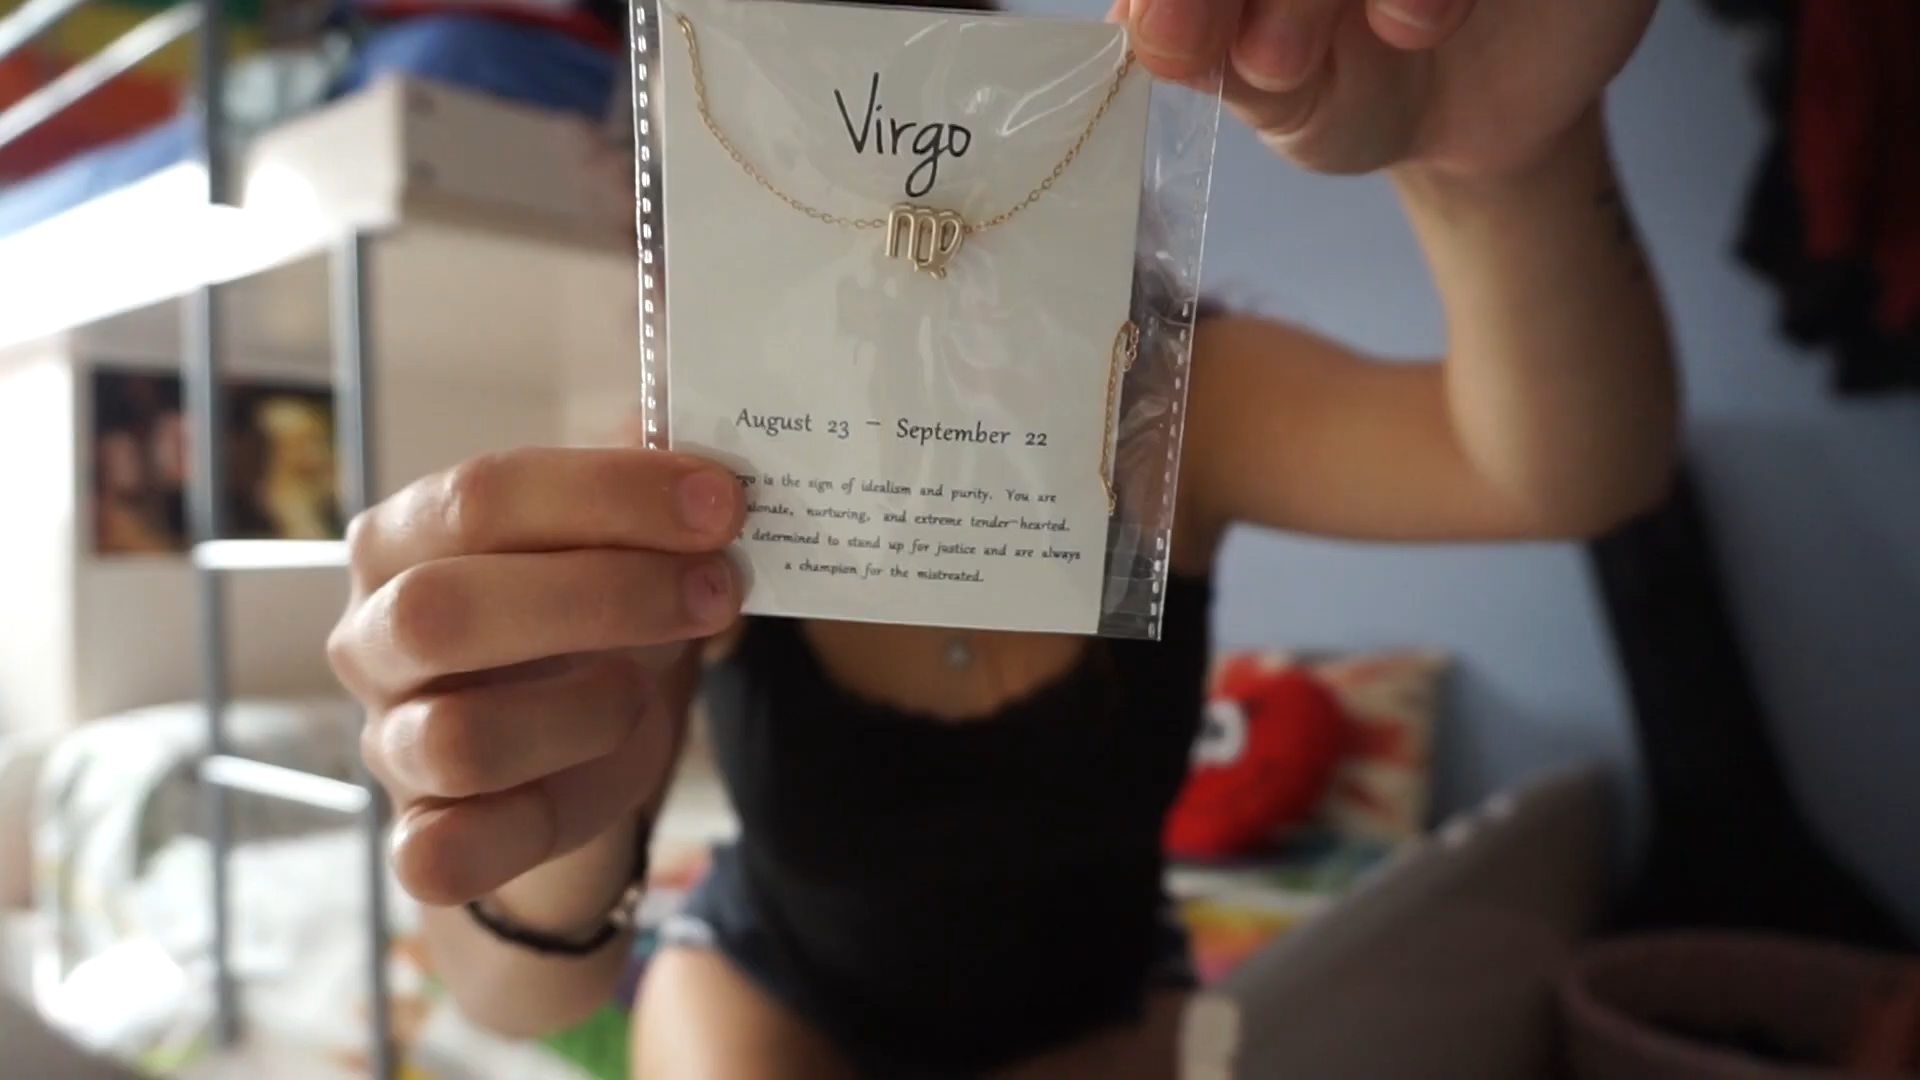 Virgo
August 23 – September 22
is the sign of idealism and purity. You are
nurturing, and extreme tender-hearted.
determined to stand up for justice and are always
a champion for the mistreated.